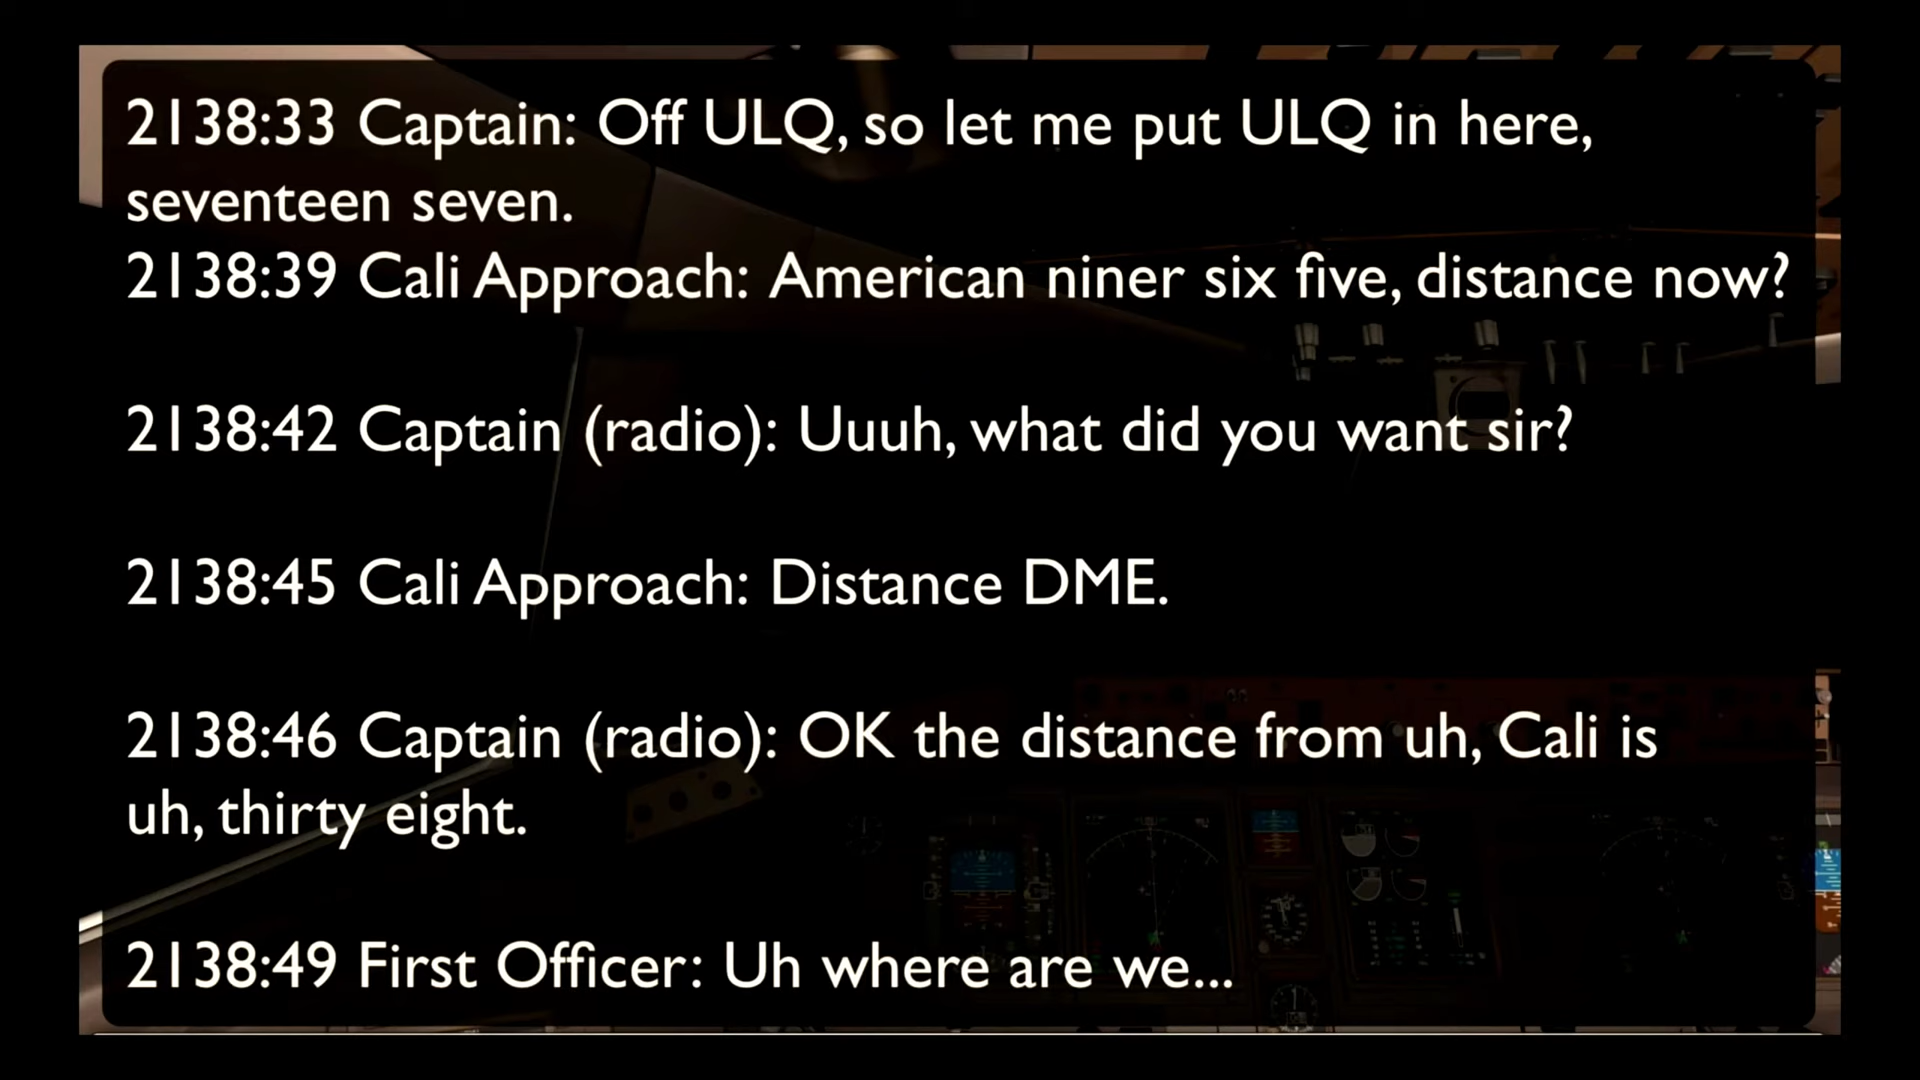 2138:33 Captain: Off ULQ, so let me put ULQ in here,
seventeen seven.
2138:39 Cali Approach: American niner six five, distance now?
2138:42 Captain (radio): Uuuh, what did you want sir?
2138:45 Cali Approach: Distance DME.
2138:46 Captain (radio): OK the distance from uh, Cali is
uh, thirty eight.
2138:49 First Officer: Uh where are we...